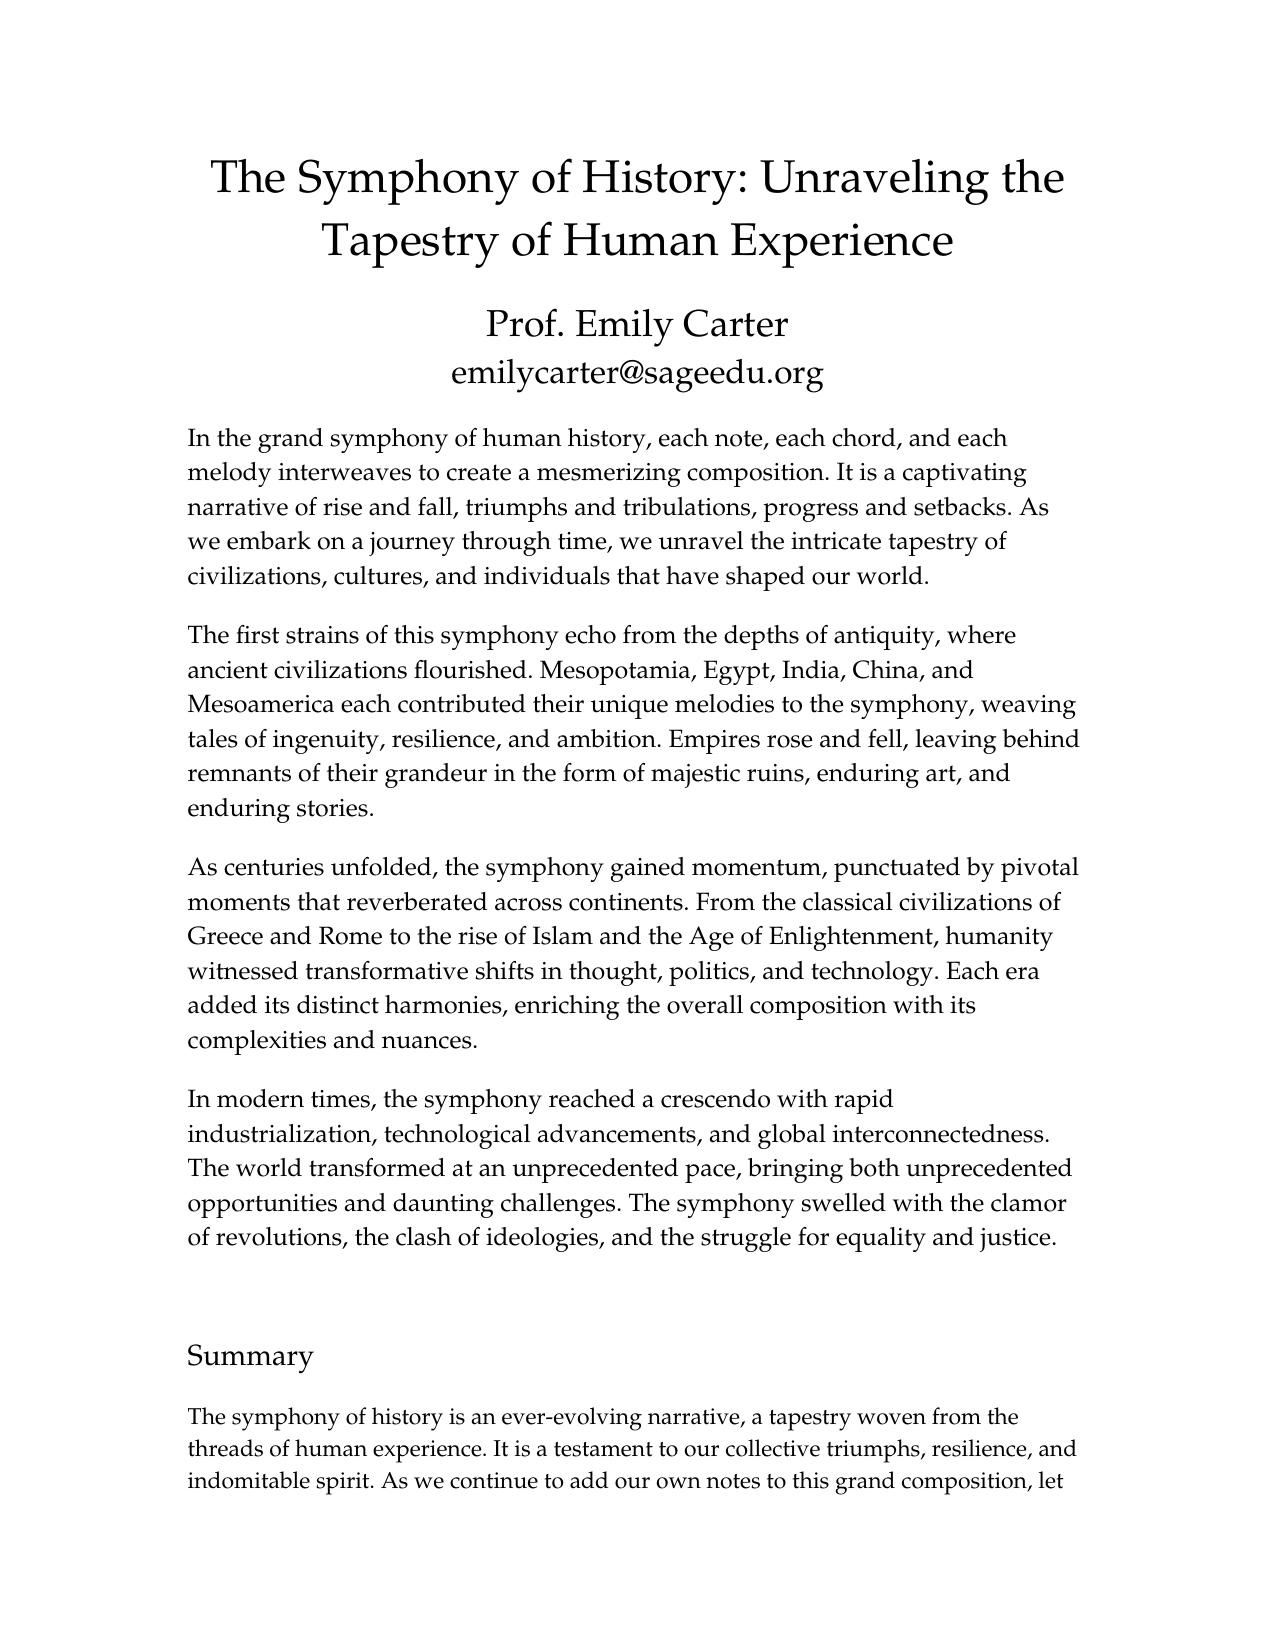 The Symphony of History: Unraveling the
Tapestry of Human Experience
Prof. Emily Carter
emilycarter@sageedu.org
In the grand symphony of human history, each note, each chord, and each
melody interweaves to create a mesmerizing composition. It is a captivating
narrative of rise and fall, triumphs and tribulations, progress and setbacks. As
we embark on a journey through time, we unravel the intricate tapestry of
civilizations, cultures, and individuals that have shaped our world.
The first strains of this symphony echo from the depths of antiquity, where
ancient civilizations flourished. Mesopotamia, Egypt, India, China, and
Mesoamerica each contributed their unique melodies to the symphony, weaving
tales of ingenuity, resilience, and ambition. Empires rose and fell, leaving behind
remnants of their grandeur in the form of majestic ruins, enduring art, and
enduring stories.
As centuries unfolded, the symphony gained momentum, punctuated by pivotal
moments that reverberated across continents. From the classical civilizations of
Greece and Rome to the rise of Islam and the Age of Enlightenment, humanity
witnessed transformative shifts in thought, politics, and technology. Each era
added its distinct harmonies, enriching the overall composition with its
complexities and nuances.
In modern times, the symphony reached a crescendo with rapid
industrialization, technological advancements, and global interconnectedness.
The world transformed at an unprecedented pace, bringing both unprecedented
opportunities and daunting challenges. The symphony swelled with the clamor
of revolutions, the clash of ideologies, and the struggle for equality and justice.
Summary
The symphony of history is an ever-evolving narrative, a tapestry woven from the
threads of human experience. It is a testament to our collective triumphs, resilience, and
indomitable spirit. As we continue to add our own notes to this grand composition, let